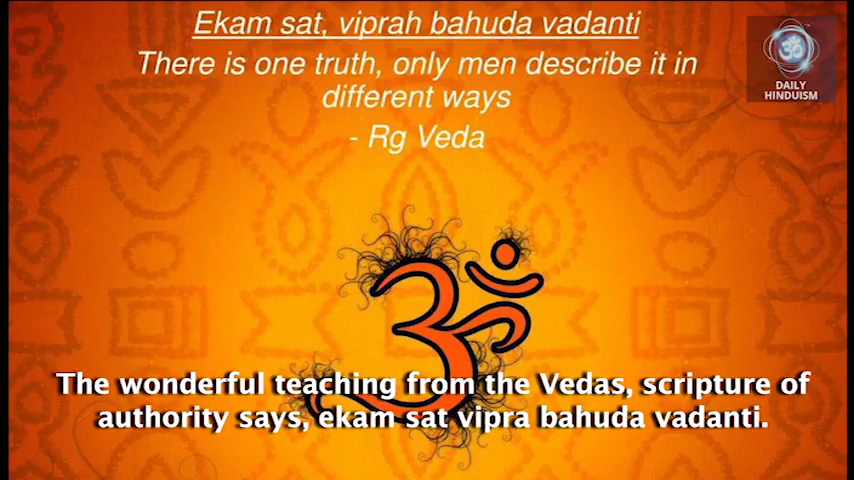 Ekam sat, viprah bahuda vadanti
There is one truth, only men describe it in
different ways
- Rg Veda
DAILY
HINDUISM
The wonderful teaching from the Vedas, scripture of
authority says, ekam sat vipra bahuda vadanti.